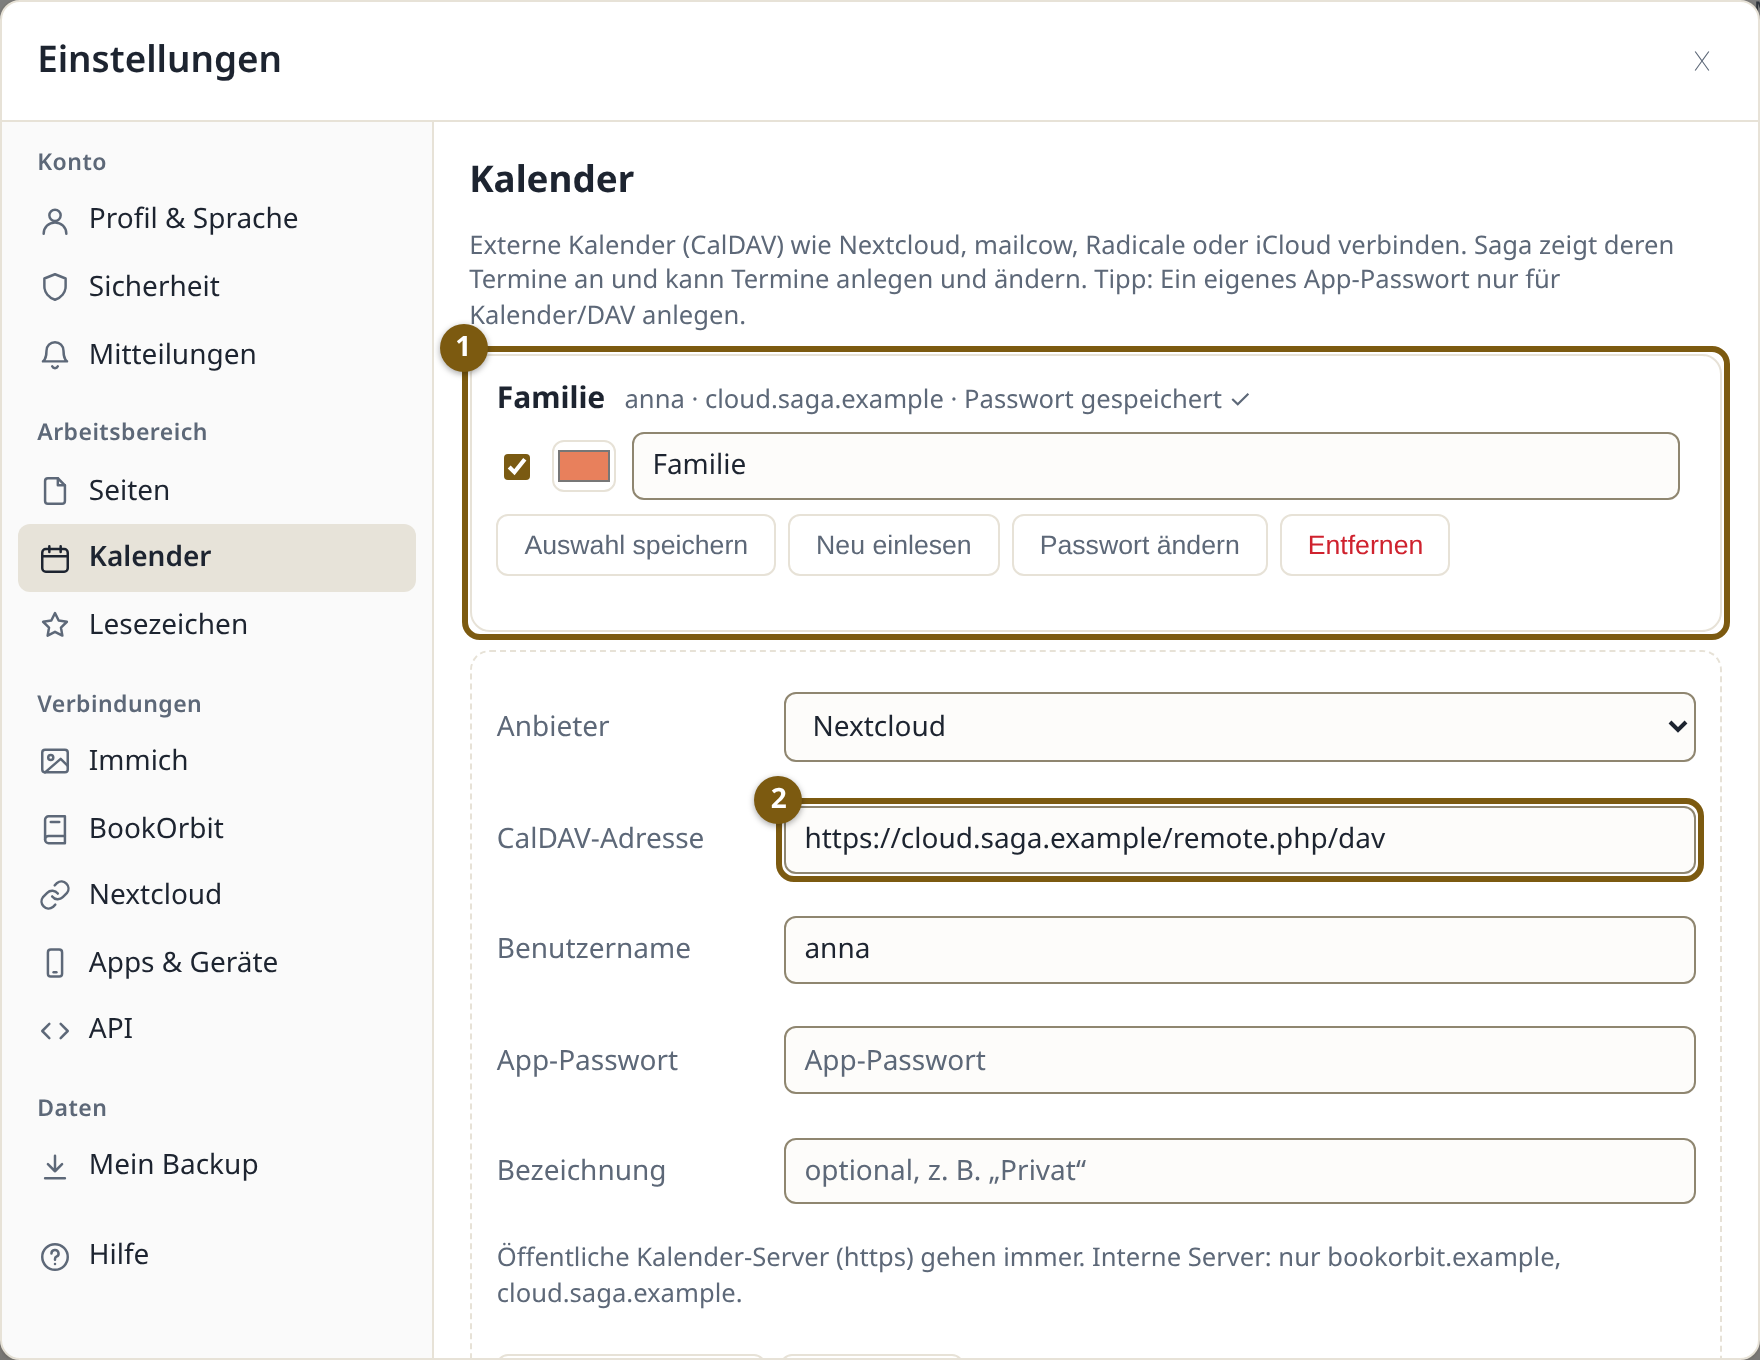 Einstellungen
X
Konto
Profil & Sprache
Sicherheit
Mitteilungen
Arbeitsbereich
Seiten
Kalender
Lesezeichen
Verbindungen
Immich
BookOrbit
Nextcloud
Apps & Geräte
API
Daten
Mein Backup
Hilfe
Kalender
Externe Kalender (CalDAV) wie Nextcloud, mailcow, Radicale oder iCloud verbinden. Saga zeigt deren
Termine an und kann Termine anlegen und ändern. Tipp: Ein eigenes App-Passwort nur für
Kalender/DAV anlegen.
1
Familie anna · cloud.saga.example · Passwort gespeichert ✓
Familie
Auswahl speichern Neu einlesen Passwort ändern Entfernen
Anbieter Nextcloud
2
CalDAV-Adresse https://cloud.saga.example/remote.php/dav
Benutzername anna
App-Passwort App-Passwort
Bezeichnung optional, z. B. „Privat“
Öffentliche Kalender-Server (https) gehen immer. Interne Server: nur bookorbit.example,
cloud.saga.example.